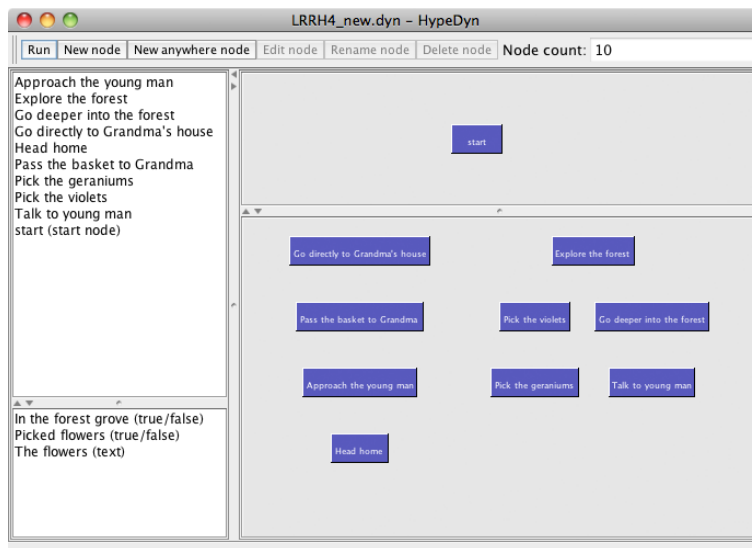 LRRH4_new.dyn – HypeDyn
Run New node New anywhere node Edit node Rename node Delete node Node count: 10
Approach the young man
Explore the forest
Go deeper into the forest
Go directly to Grandma's house
Head home
Pass the basket to Grandma
Pick the geraniums
Pick the violets
Talk to young man
start (start node)
In the forest grove (true/false)
Picked flowers (true/false)
The flowers (text)
start
Go directly to Grandma's house Explore the forest
Pass the basket to Grandma Pick the violets Go deeper into the forest
Approach the young man Pick the geraniums Talk to young man
Head home